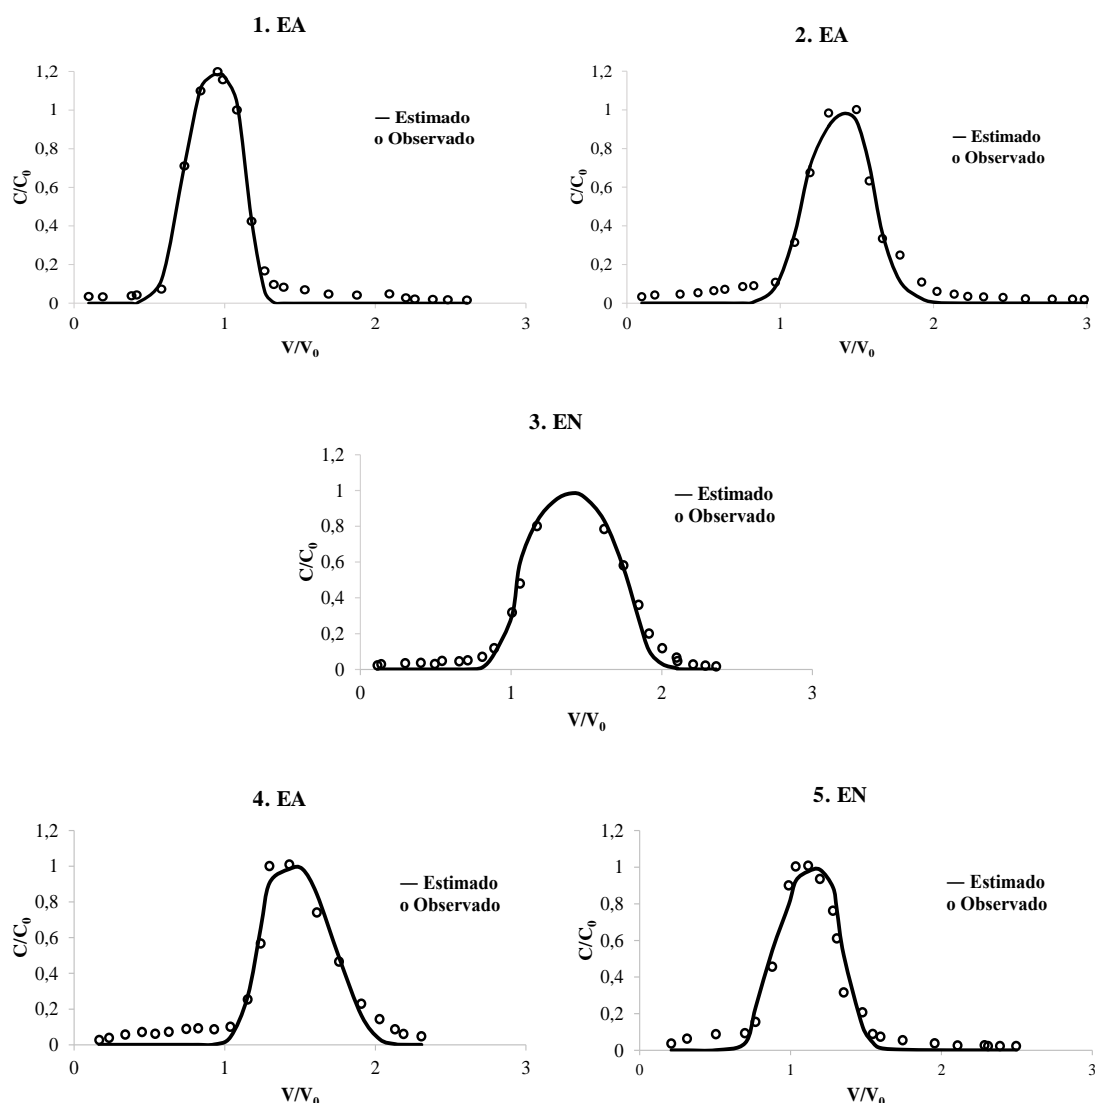 1. EA
1,2
1
0,8
0,6
0,4
0,2
0
C/C₀
0 1 2 3
V/V₀
— Estimado
o Observado
2. EA
1,2
1
0,8
0,6
0,4
0,2
0
C/C₀
0 1 2 3
V/V₀
— Estimado
o Observado
3. EN
1,2
1
0,8
0,6
0,4
0,2
0
C/C₀
0 1 2 3
V/V₀
— Estimado
o Observado
4. EA
1,2
1
0,8
0,6
0,4
0,2
0
C/C₀
0 1 2 3
V/V₀
— Estimado
o Observado
5. EN
1,2
1
0,8
0,6
0,4
0,2
0
C/C₀
0 1 2 3
V/V₀
— Estimado
o Observado